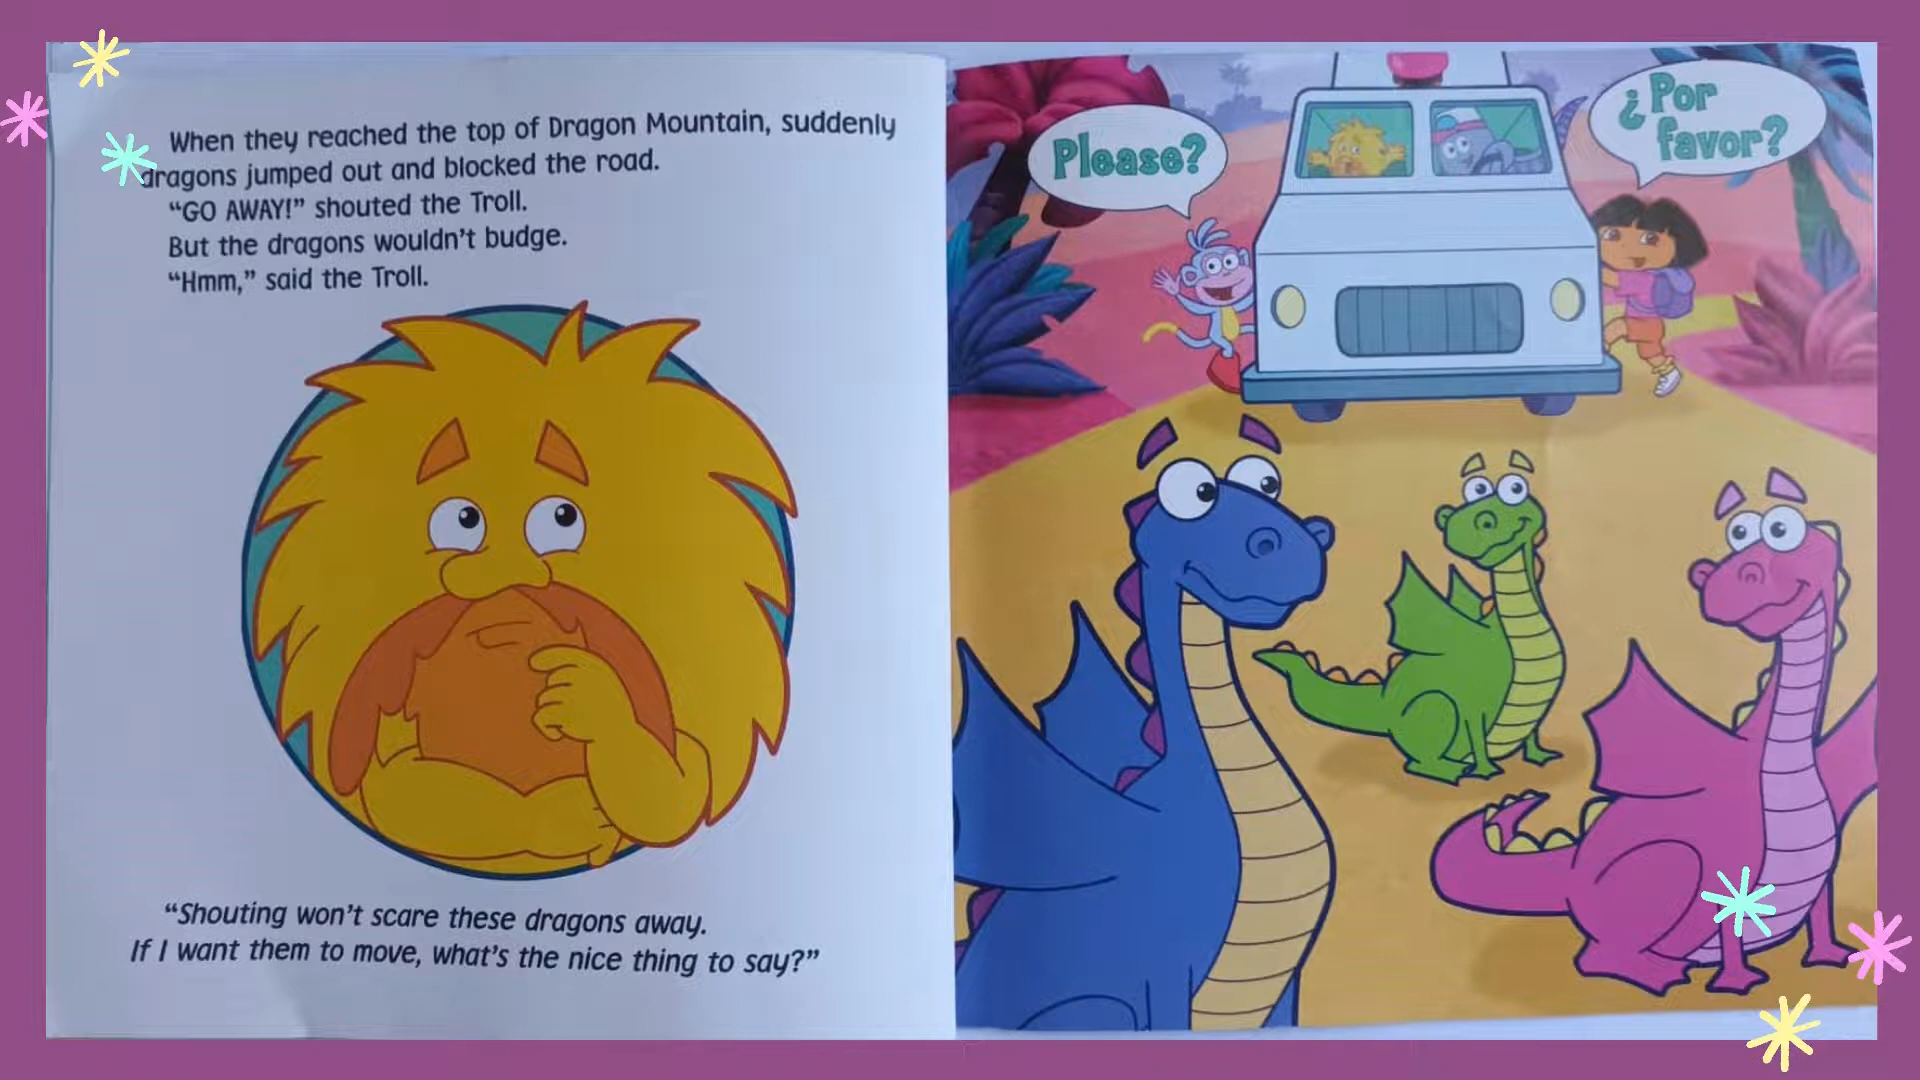 When they reached the top of Dragon Mountain, suddenly
dragons jumped out and blocked the road.
“GO AWAY!” shouted the Troll.
But the dragons wouldn’t budge.
“Hmm,” said the Troll.
“Shouting won’t scare these dragons away.
If I want them to move, what’s the nice thing to say?”
Please?
¿Por
favor?